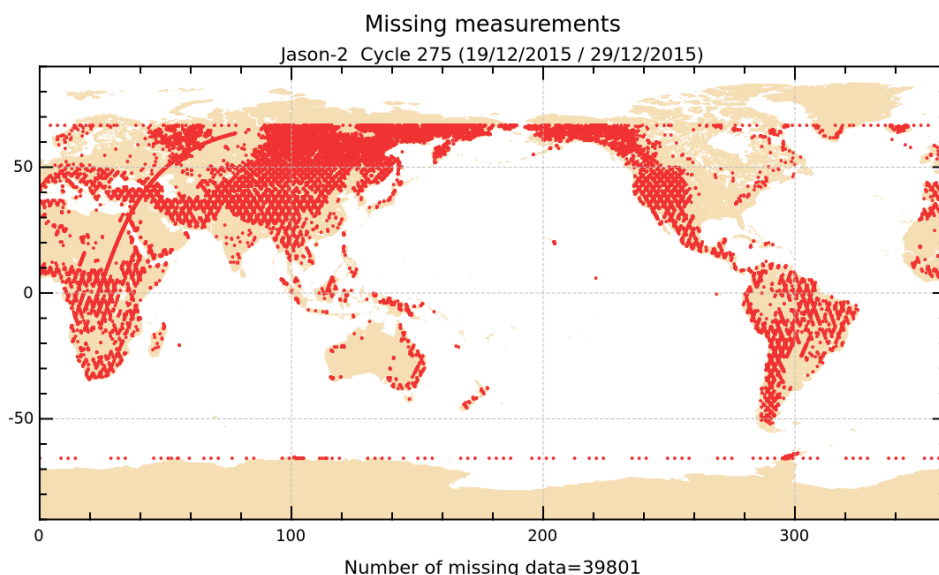 Missing measurements
Jason-2 Cycle 275 (19/12/2015 / 29/12/2015)
50
0
-50
0 100 200 300
Number of missing data=39801